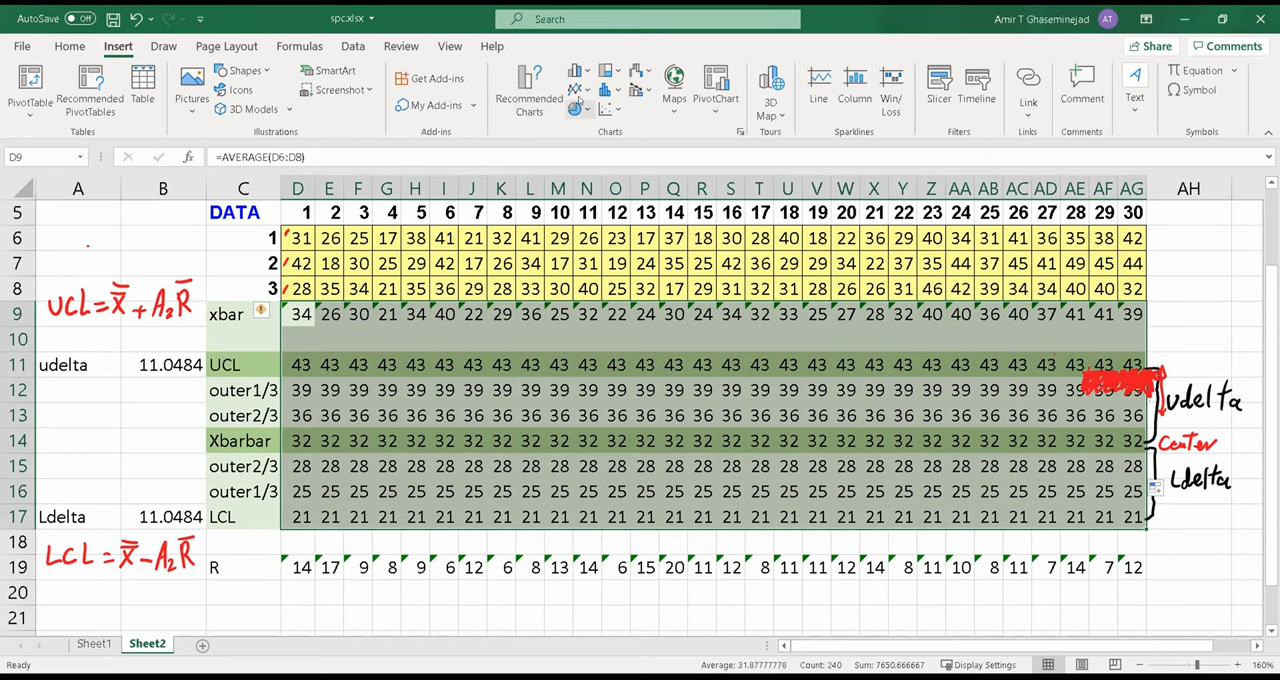 AutoSave Off spc.xlsx Search Amir T Ghaseminejad AT
File Home Insert Draw Page Layout Formulas Data Review View Help Share Comments
PivotTable Recommended PivotTables Table Pictures Shapes Icons 3D Models SmartArt Screenshot Get Add-ins My Add-ins Recommended Charts Maps PivotChart 3D Map Line Column Win/Loss Slicer Timeline Link Comment Text Equation Symbol
Tables Illustrations Add-ins Charts Tours Sparklines Filters Links Comments Symbols
D9 fx =AVERAGE(D6:D8)
A B C D E F G H I J K L M N O P Q R S T U V W X Y Z AA AB AC AD AE AF AG AH
5 DATA 1 2 3 4 5 6 7 8 9 10 11 12 13 14 15 16 17 18 19 20 21 22 23 24 25 26 27 28 29 30
6 1 31 26 25 17 38 41 21 32 41 29 26 23 17 37 18 30 28 40 18 22 36 29 40 34 31 41 36 35 38 42
7 2 42 18 30 25 29 42 17 26 34 17 31 19 24 35 25 42 36 29 29 34 22 37 35 44 37 45 41 49 45 44
8 3 28 35 34 21 35 36 29 28 33 30 40 25 32 17 29 31 32 31 27 26 26 31 46 42 39 34 34 40 40 32
UCL = X̿ + A₂R̄
9 xbar 34 26 30 21 34 40 22 29 36 25 32 22 24 30 24 34 32 33 25 27 28 32 40 40 36 40 37 41 41 39
10
11 udelta 11.0484 UCL 43 43 43 43 43 43 43 43 43 43 43 43 43 43 43 43 43 43 43 43 43 43 43 43 43 43 43 43 43 43
12 outer1/3 39 39 39 39 39 39 39 39 39 39 39 39 39 39 39 39 39 39 39 39 39 39 39 39 39 39 39 39
udelta
13 outer2/3 36 36 36 36 36 36 36 36 36 36 36 36 36 36 36 36 36 36 36 36 36 36 36 36 36 36 36 36 36 36
14 Xbarbar 32 32 32 32 32 32 32 32 32 32 32 32 32 32 32 32 32 32 32 32 32 32 32 32 32 32 32 32 32 32
center
15 outer2/3 28 28 28 28 28 28 28 28 28 28 28 28 28 28 28 28 28 28 28 28 28 28 28 28 28 28 28 28 28 28
Ldelta
16 outer1/3 25 25 25 25 25 25 25 25 25 25 25 25 25 25 25 25 25 25 25 25 25 25 25 25 25 25 25 25 25 25
17 Ldelta 11.0484 LCL 21 21 21 21 21 21 21 21 21 21 21 21 21 21 21 21 21 21 21 21 21 21 21 21 21 21 21 21 21 21
18
LCL = X̿ − A₂R̄
19 R 14 17 9 8 9 6 12 6 8 13 14 6 15 20 11 12 8 11 11 12 14 8 11 10 8 11 7 14 7 12
20
21
Sheet1 Sheet2
Ready Average: 31.87777778 Count: 240 Sum: 7650.666667 Display Settings 160%